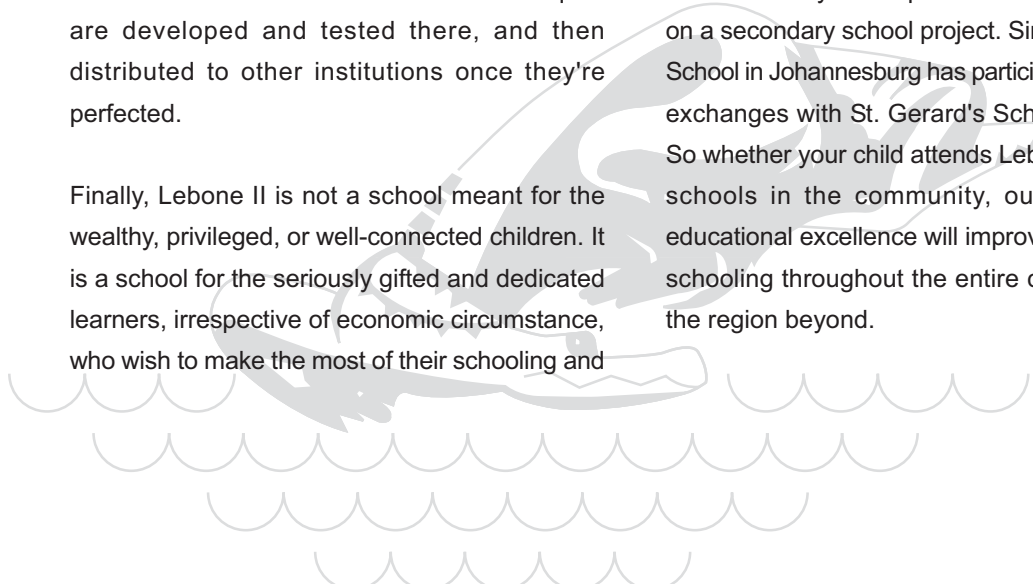 are developed and tested there, and then
distributed to other institutions once they're
perfected.
Finally, Lebone II is not a school meant for the
wealthy, privileged, or well-connected children. It
is a school for the seriously gifted and dedicated
learners, irrespective of economic circumstance,
who wish to make the most of their schooling and
on a secondary school project.
School in Johannesburg has
exchanges with St. Gerard's
So whether your child attends
schools in the community,
educational excellence will
schooling throughout the entire
the region beyond.